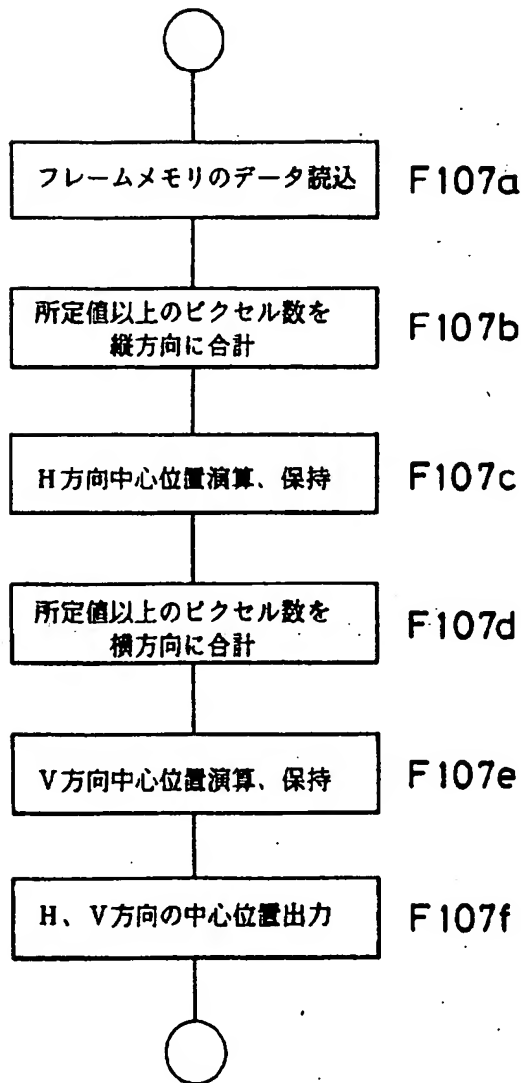 フレームメモリのデータ読込 F107a
所定値以上のピクセル数を
縦方向に合計 F107b
H方向中心位置演算、保持 F107c
所定値以上のピクセル数を
横方向に合計 F107d
V方向中心位置演算、保持 F107e
H、V方向の中心位置出力 F107f